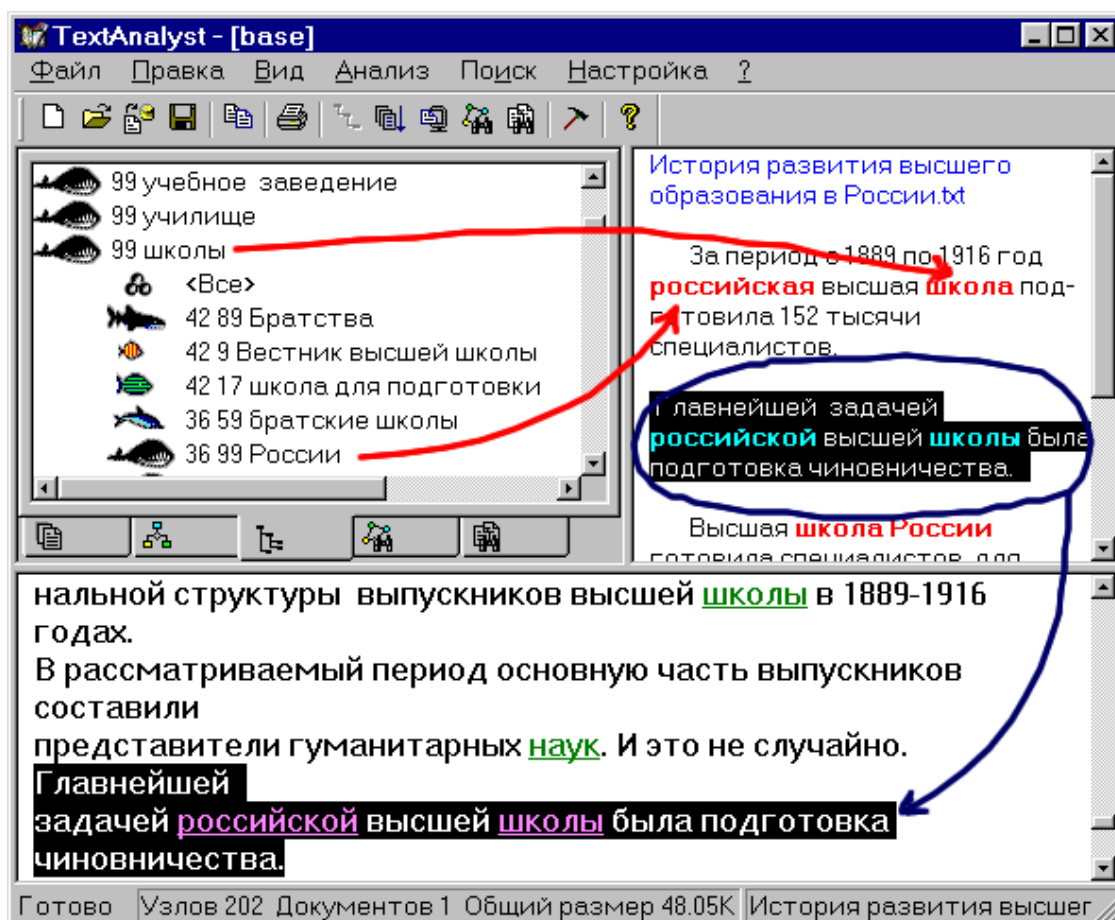 TextAnalyst - [base]
Файл Правка Вид Анализ Поиск Настройка ?
99 учебное заведение
99 училище
99 школы
<Все>
42 89 Братства
42 9 Вестник высшей школы
42 17 школа для подготовки
36 59 братские школы
36 99 России
История развития высшего
образования в России.txt
За период с 1889 по 1916 год
российская высшая школа под-
готовила 152 тысячи
специалистов.
Главнейшей задачей
российской высшей школы была
подготовка чиновничества.
Высшая школа России
готовила специалистов для
нальной структуры выпускников высшей школы в 1889-1916
годах.
В рассматриваемый период основную часть выпускников
составили
представители гуманитарных наук. И это не случайно.
Главнейшей
задачей российской высшей школы была подготовка
чиновничества.
Готово Узлов 202 Документов 1 Общий размер 48.05K История развития высшег